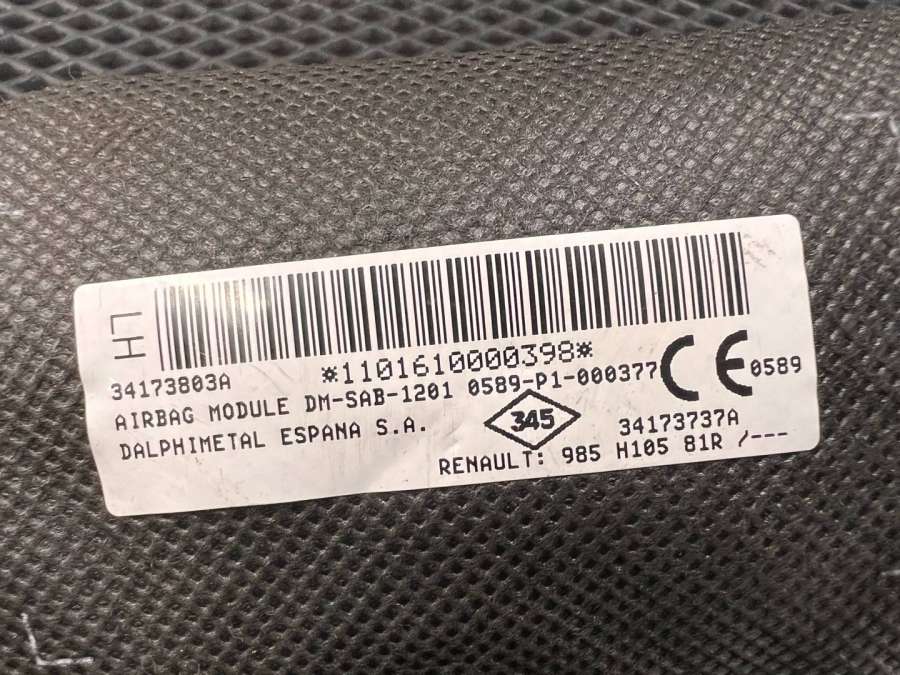 LH
*1101610000398*
34173803A
AIRBAG MODULE DM-SAB-1201 0589-P1-000377 CE 0589
DALPHIMETAL ESPANA S.A. 345 34173737A
RENAULT: 985 H105 81R /---